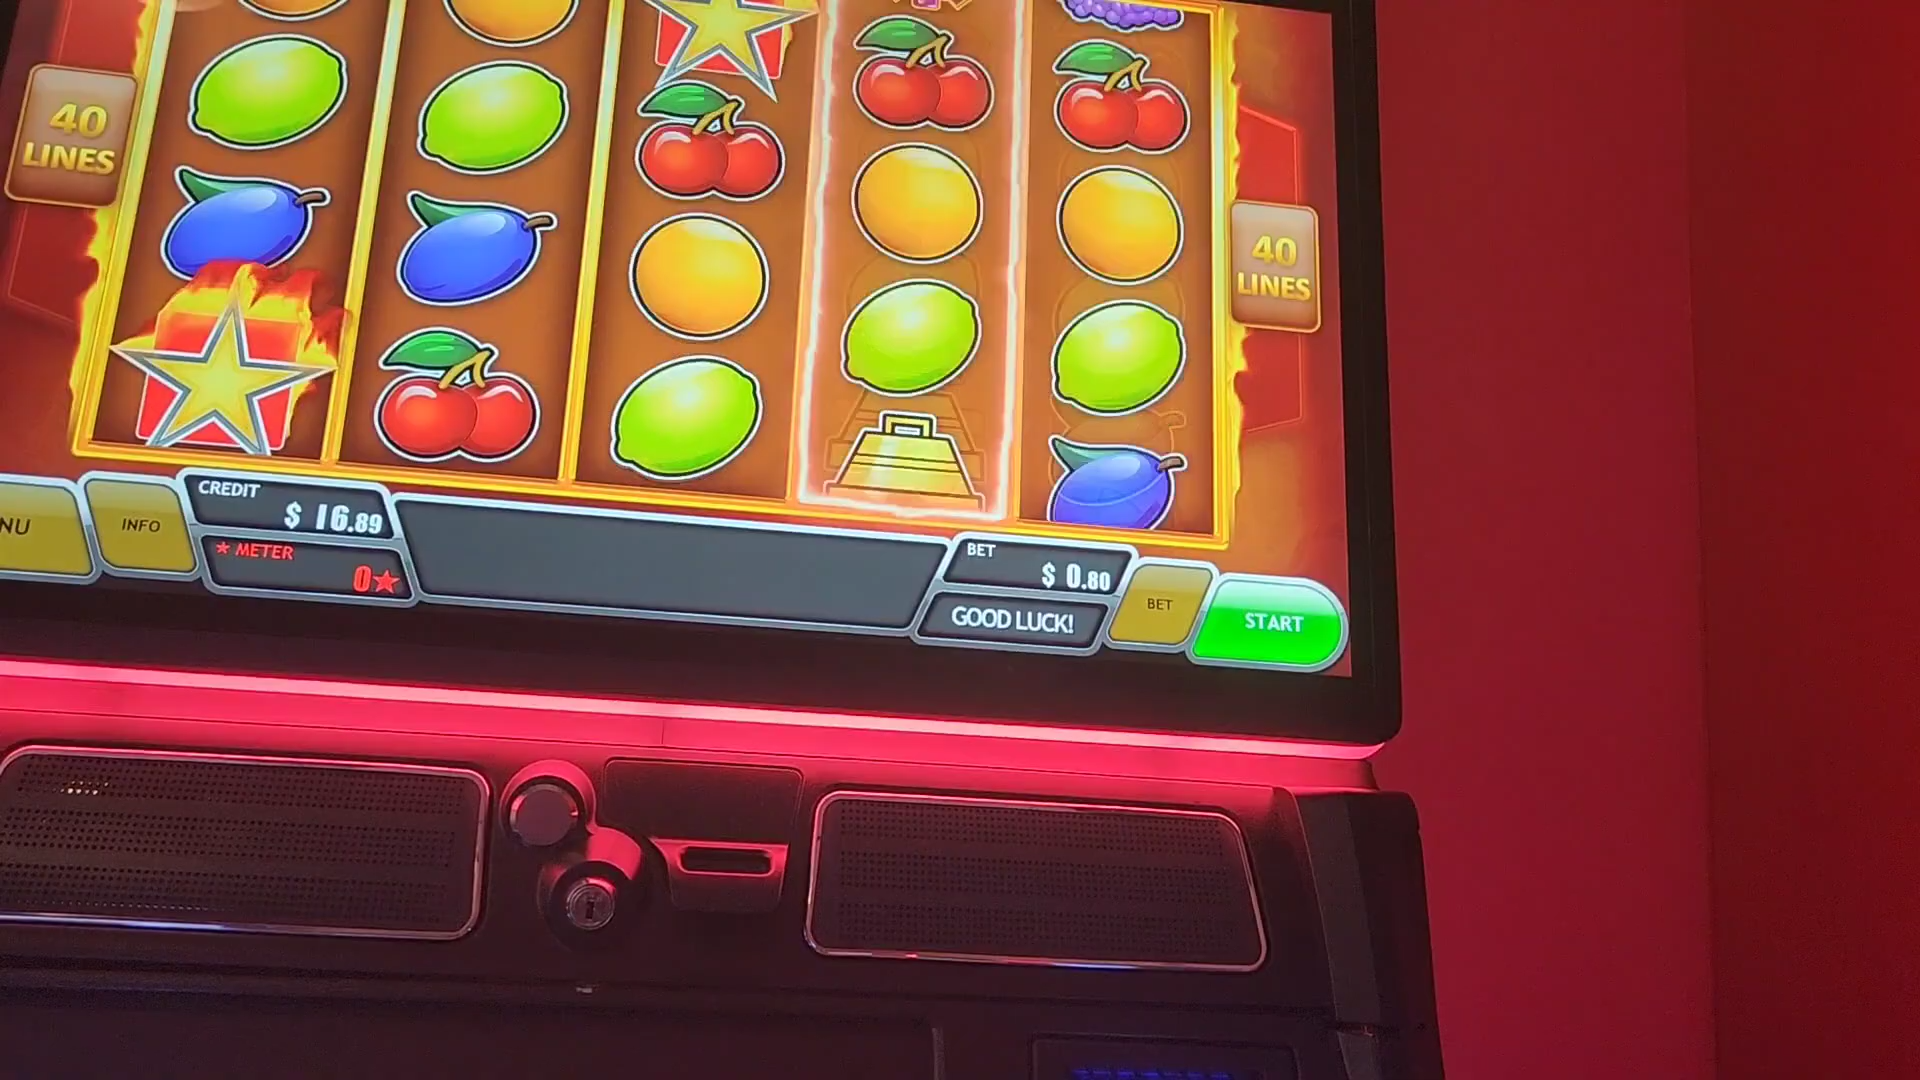 40
LINES
40
LINES
NU
INFO
CREDIT
$ 16.89
★ METER
0★
BET
$ 0.80
GOOD LUCK!
BET
START